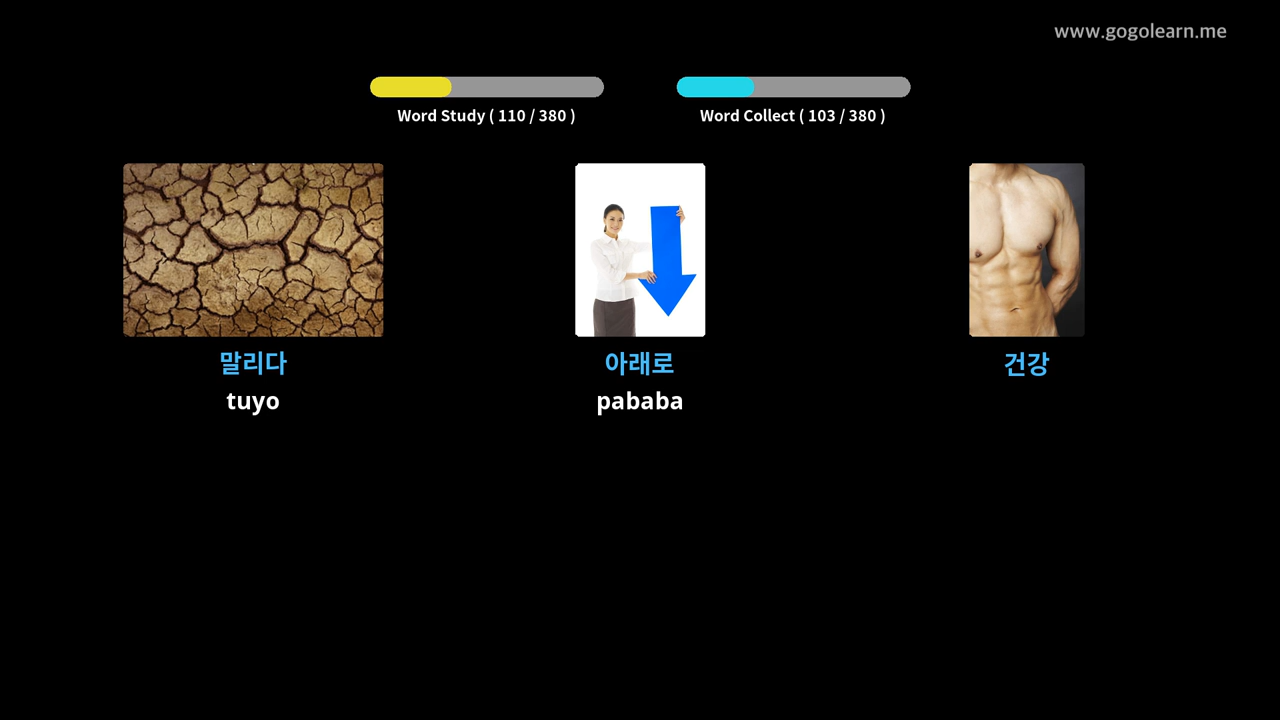 www.gogolearn.me
Word Study ( 110 / 380 )
Word Collect ( 103 / 380 )
말리다
tuyo
아래로
pababa
건강